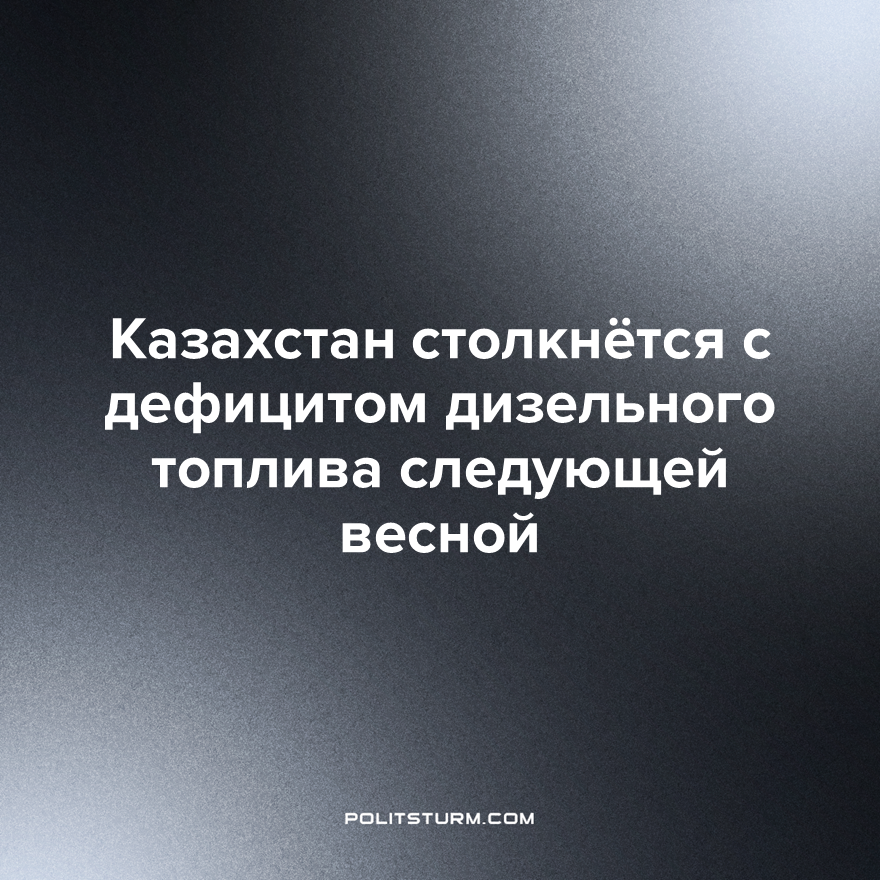 Казахстан столкнётся с
дефицитом дизельного
топлива следующей
весной
POLITSTURM.COM